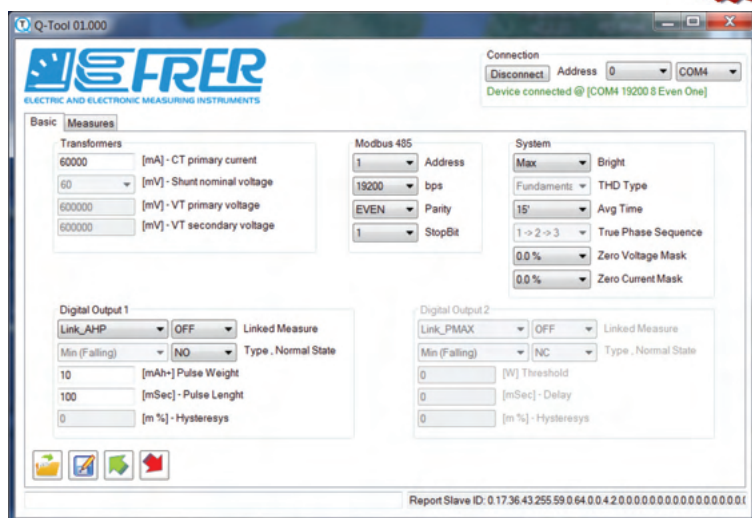 Q-Tool 01.000
FRER
ELECTRIC AND ELECTRONIC MEASURING INSTRUMENTS
Connection
Disconnect Address 0 COM4
Device connected @ [COM4 19200 8 Even One]
Basic Measures
Transformers
60000 [mA] - CT primary current
60 [mV] - Shunt nominal voltage
600000 [mV] - VT primary voltage
600000 [mV] - VT secondary voltage
Modbus 485
1 Address
19200 bps
EVEN Parity
1 StopBit
System
Max Bright
Fundamenta THD Type
15' Avg Time
1 -> 2 -> 3 True Phase Sequence
0.0 % Zero Voltage Mask
0.0 % Zero Current Mask
Digital Output 1
Link_AHP OFF Linked Measure
Min (Falling) NO Type , Normal State
10 [mAh+] Pulse Weight
100 [mSec] - Pulse Lenght
0 [m %] - Hysteresys
Digital Output 2
Link_PMAX OFF Linked Measure
Min (Falling) NC Type , Normal State
0 [W] Threshold
0 [mSec] - Delay
0 [m %] - Hysteresys
Report Slave ID: 0.17.36.43.255.59.0.64.0.0.4.2.0.0.0.0.0.0.0.0.0.0.0.0.0.0.0.0.